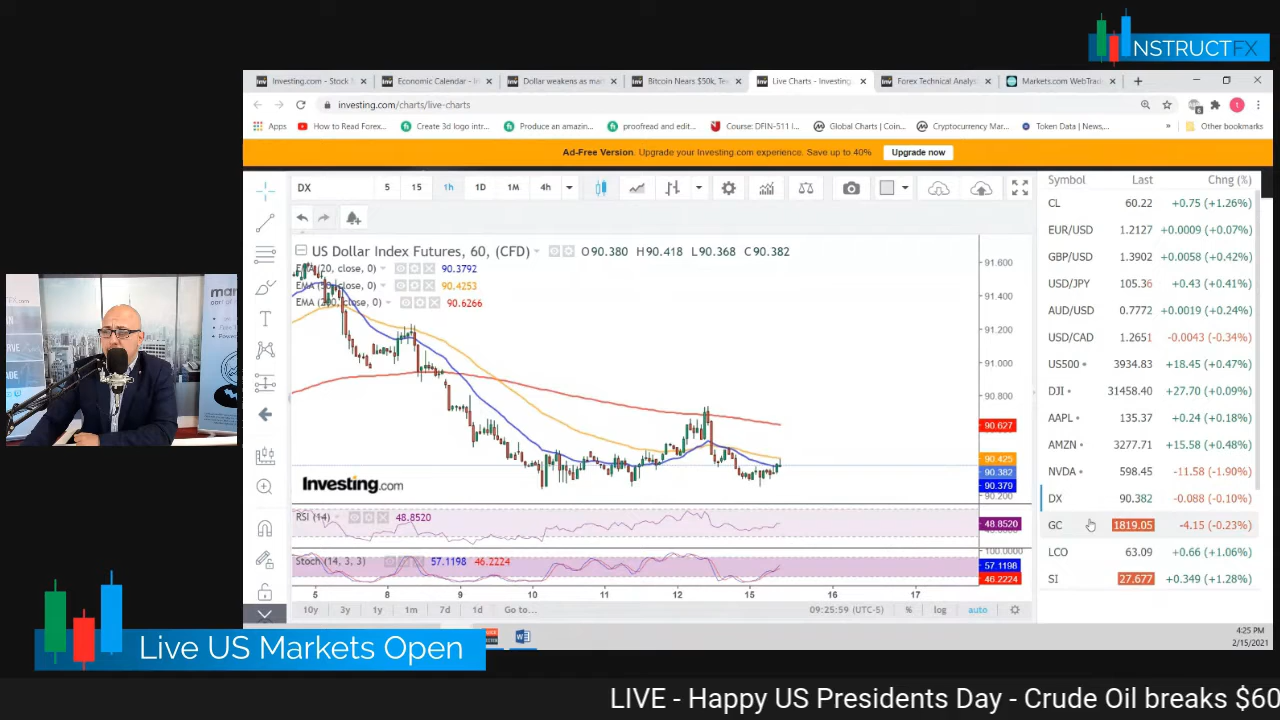 NSTRUCTFX
Investing.com - Stock M
Economic Calendar - In
Dollar weakens as mar
Bitcoin Nears $50k, Te
Live Charts - Investing
Forex Technical Analy
Markets.com WebTra
investing.com/charts/live-charts
Apps
How to Read Forex...
Create 3d logo intr...
Produce an amazin...
proofread and edit...
Course: DFIN-511 I...
Global Charts | Coin...
Cryptocurrency Mar...
Token Data | News,...
»
Other bookmarks
Ad-Free Version. Upgrade your Investing.com experience. Save up to 40%
Upgrade now
DX 5 15 1h 1D 1M 4h
US Dollar Index Futures, 60, (CFD) O90.380 H90.418 L90.368 C90.382
EMA (20, close, 0) 90.3792
close, 0) 90.4253
close, 0) 90.6266
91.600
91.400
91.200
91.000
90.800
90.627
90.425
90.382
90.379
90.200
Investing.com
RSI (14) 48.8520
48.8520
Stoch (14, 3, 3) 57.1198 46.2224
100.0000
57.1198
46.2224
5 8 9 10 11 12 15 16 17
10y 3y 1y 1m 7d 1d Go to... 09:25:59 (UTC-5) % log auto
Symbol Last Chng (%)
CL 60.22 +0.75 (+1.26%)
EUR/USD 1.2127 +0.0009 (+0.07%)
GBP/USD 1.3902 +0.0058 (+0.42%)
USD/JPY 105.36 +0.43 (+0.41%)
AUD/USD 0.7772 +0.0019 (+0.24%)
USD/CAD 1.2651 -0.0043 (-0.34%)
US500 3934.83 +18.45 (+0.47%)
DJI 31458.40 +27.70 (+0.09%)
AAPL 135.37 +0.24 (+0.18%)
AMZN 3277.71 +15.58 (+0.48%)
NVDA 598.45 -11.58 (-1.90%)
DX 90.382 -0.088 (-0.10%)
GC 1819.05 -4.15 (-0.23%)
LCO 63.09 +0.66 (+1.06%)
SI 27.677 +0.349 (+1.28%)
4:25 PM
2/15/2021
Live US Markets Open
LIVE - Happy US Presidents Day - Crude Oil breaks $60